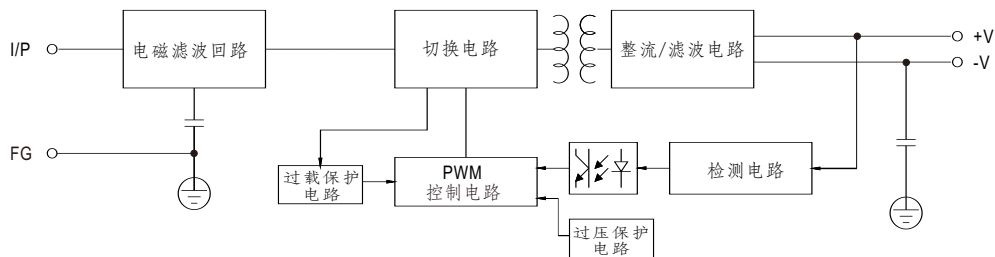 I/P
电磁滤波回路
切换电路
整流/滤波电路
+V
-V
FG
过载保护
电路
PWM
控制电路
检测电路
过压保护
电路